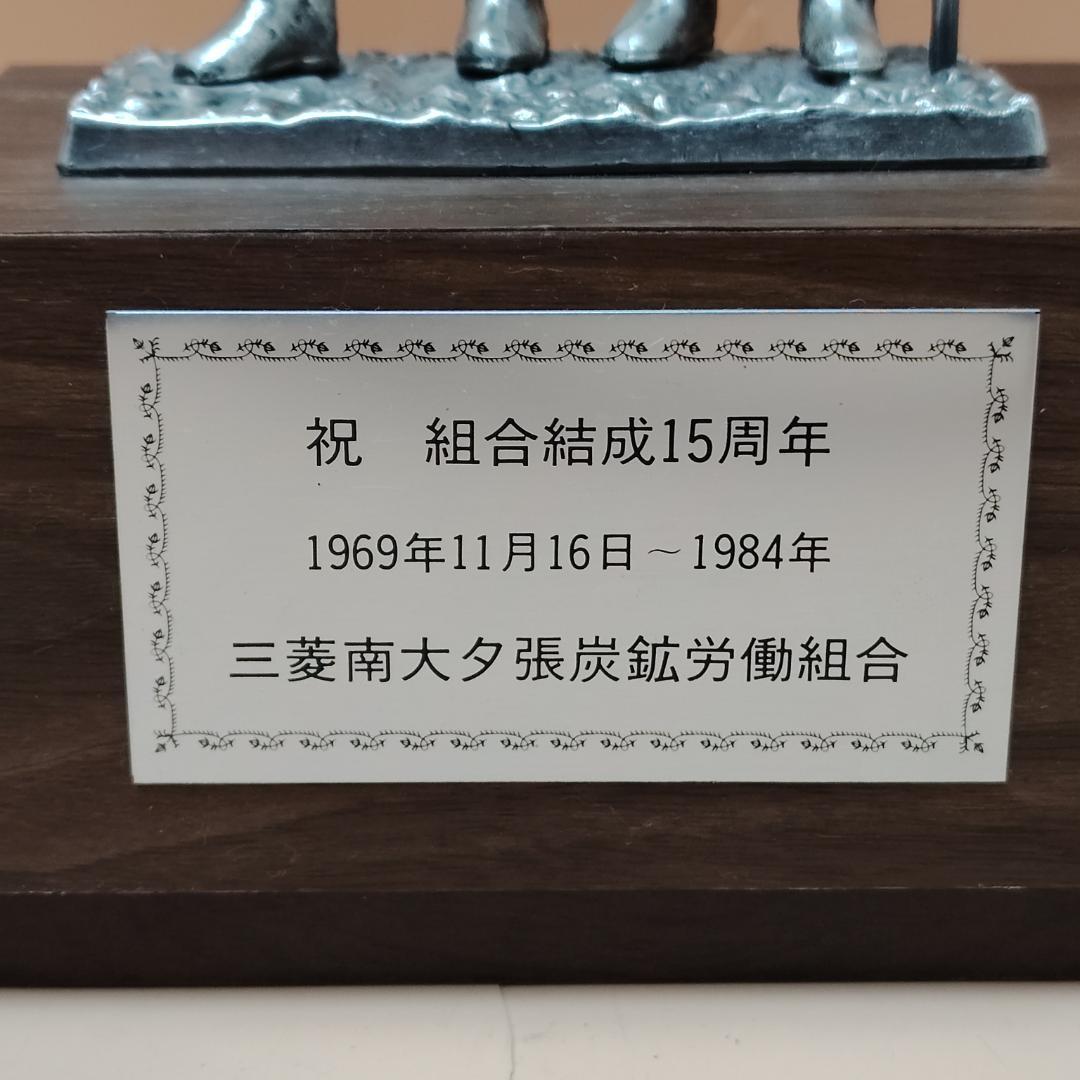 祝　組合結成15周年
1969年11月16日～1984年
三菱南大夕張炭鉱労働組合